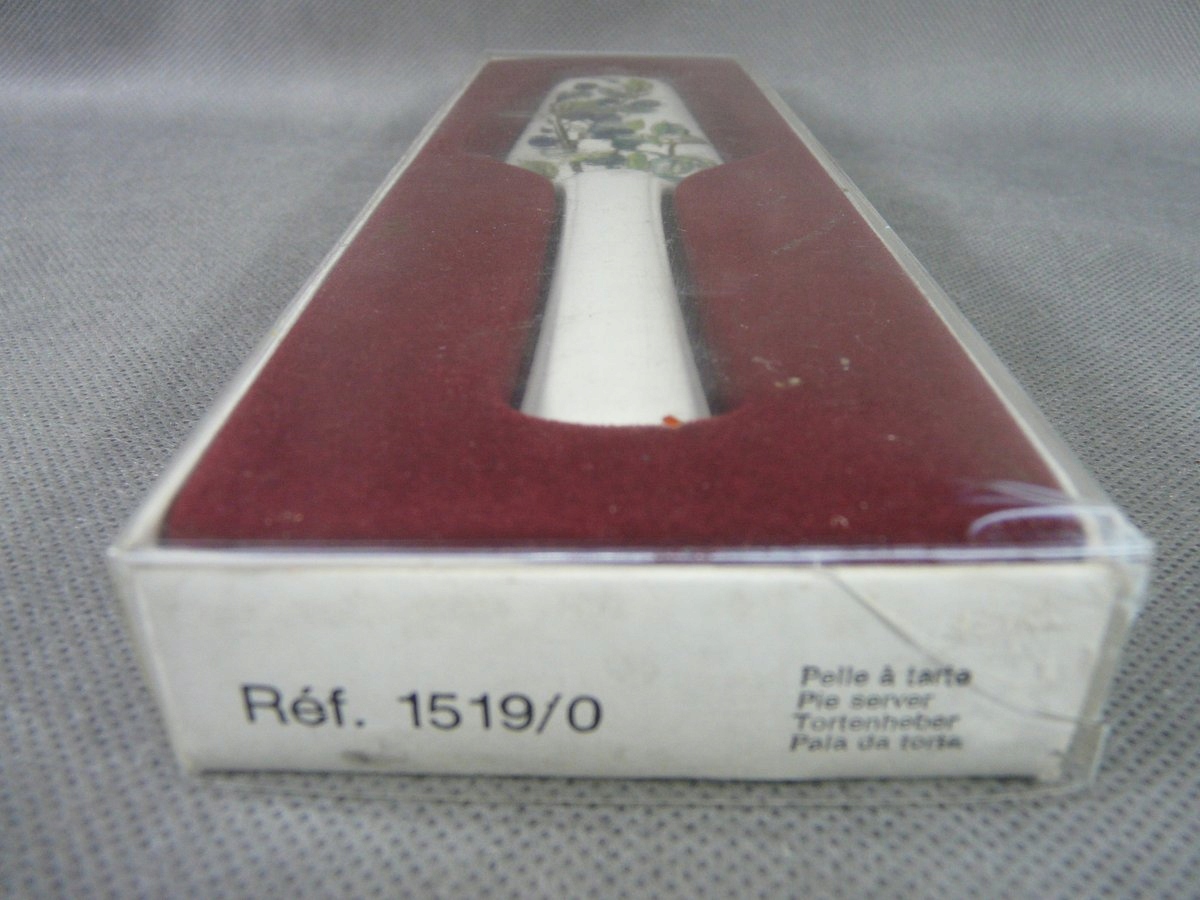 Réf. 1519/0
Pelle à tarte
Pie server
Tortenheber
Pala da torte